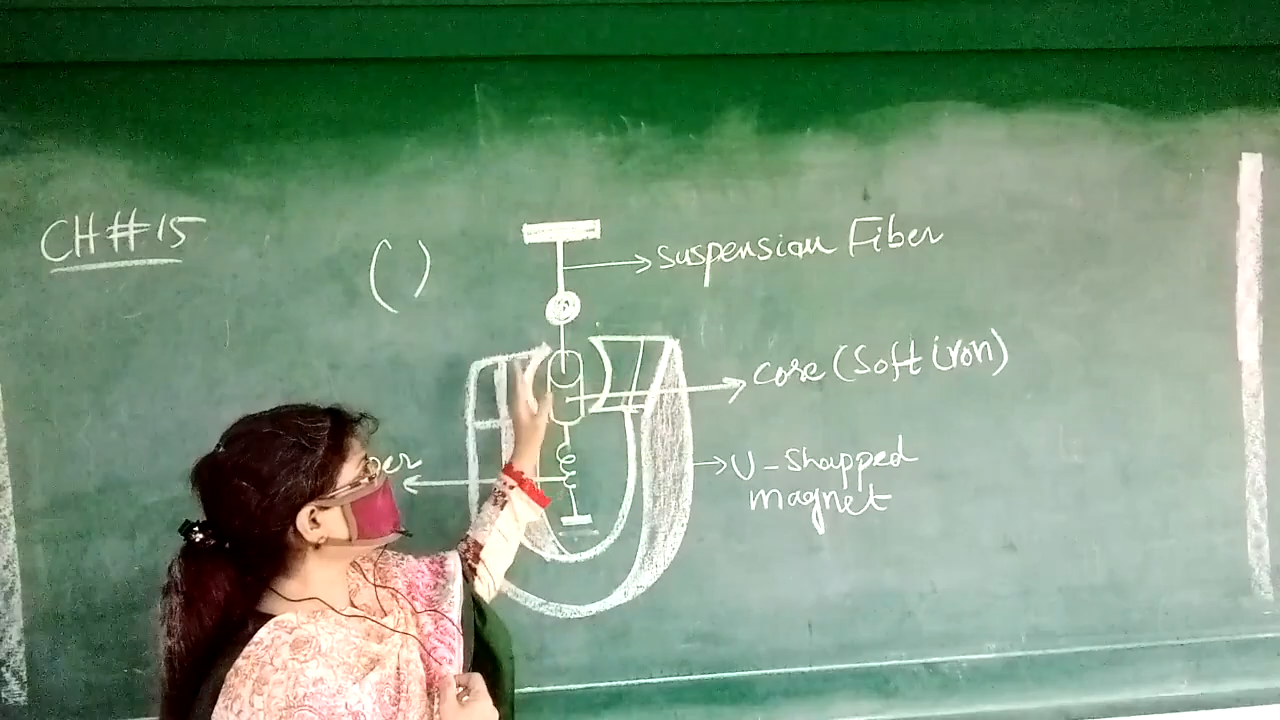 CH#15
( )
suspension Fiber
core (Soft iron)
U-shapped
magnet